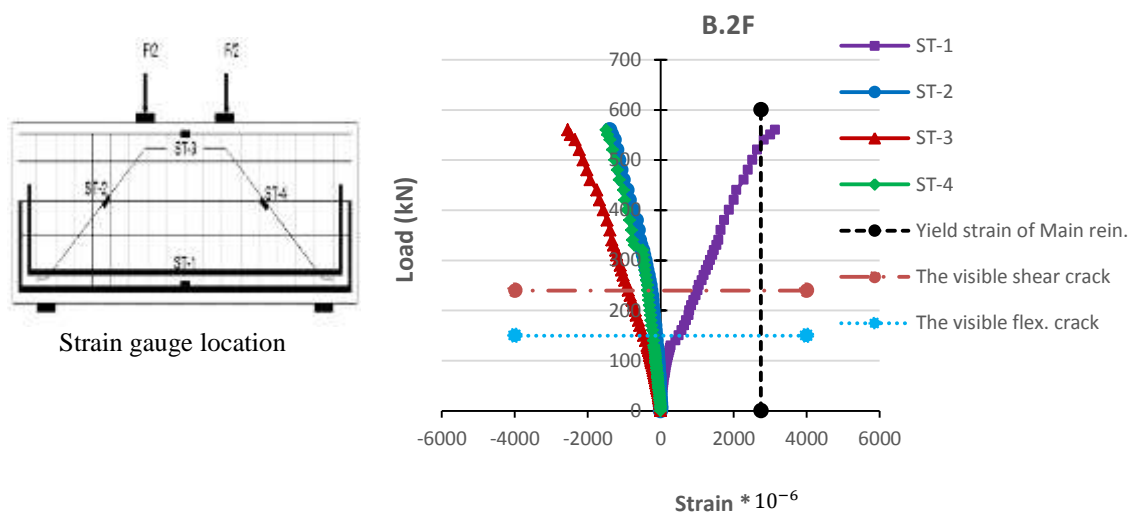 F/2
F/2
ST-3
ST-2
ST-4
ST-1
Strain gauge location
B.2F
700
600
500
400
300
200
100
0
-6000
-4000
-2000
0
2000
4000
6000
Load (kN)
Strain * 10^{-6}
ST-1
ST-2
ST-3
ST-4
Yield strain of Main rein.
The visible shear crack
The visible flex. crack